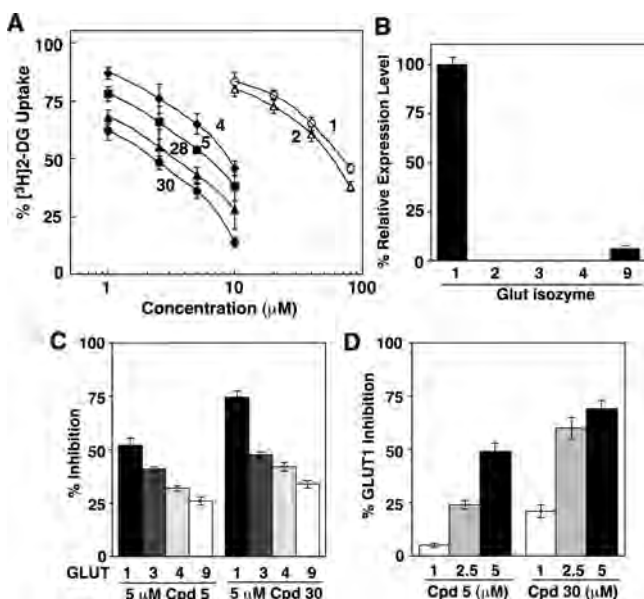 A
% [³H]2-DG Uptake
100
75
50
25
0
4
5
28
30
1
2
1
10
100
Concentration (μM)
B
% Relative Expression Level
100
75
50
25
0
1 2 3 4 9
Glut isozyme
C
% Inhibition
100
75
50
25
0
GLUT 1 3 4 9 1 3 4 9
5 μM Cpd 5 5 μM Cpd 30
D
% GLUT1 Inhibition
100
75
50
25
0
1 2.5 5 1 2.5 5
Cpd 5 (μM) Cpd 30 (μM)